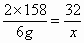 2×158/6g = 32/x